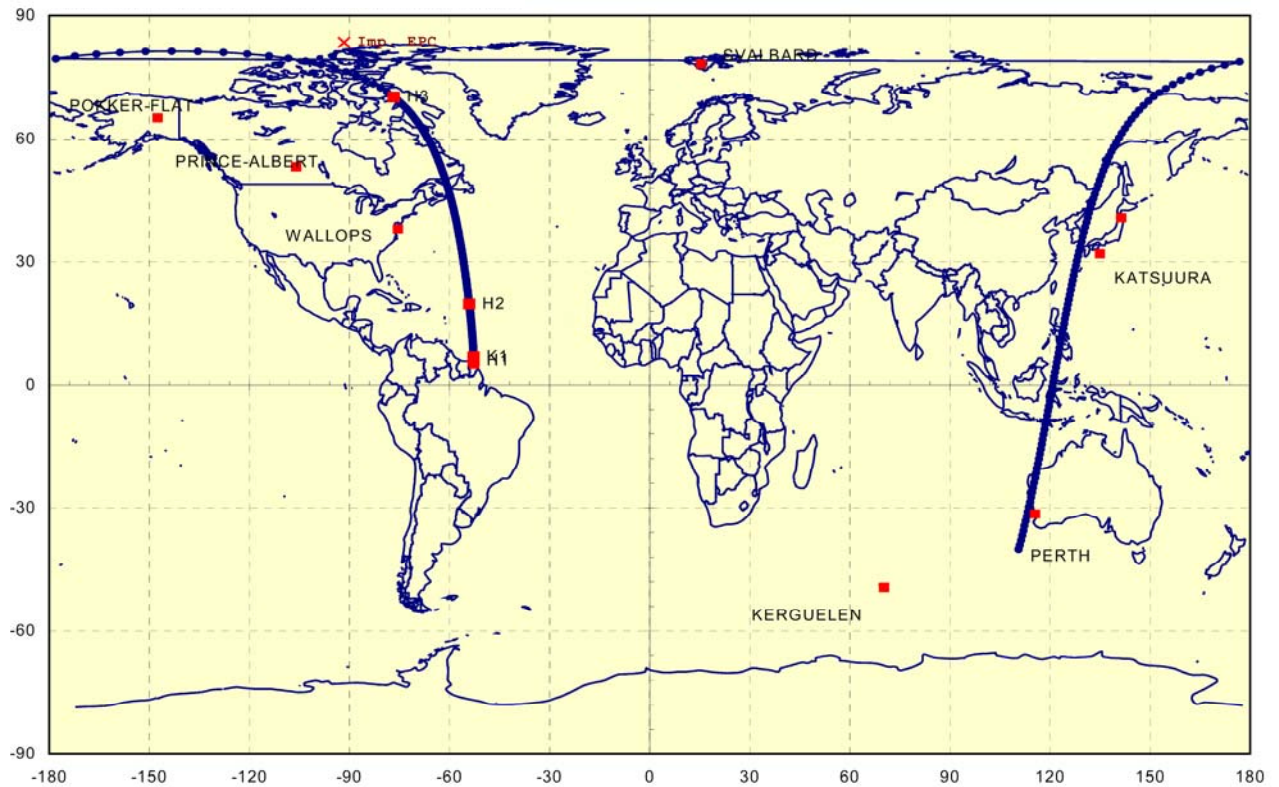 90
Imp. EPC
SVALBARD
H3
POKKER-FLAT
60
PRINCE-ALBERT
WALLOPS
30
KATSUURA
H2
K1
H1
0
-30
PERTH
KERGUELEN
-60
-90
-180 -150 -120 -90 -60 -30 0 30 60 90 120 150 180